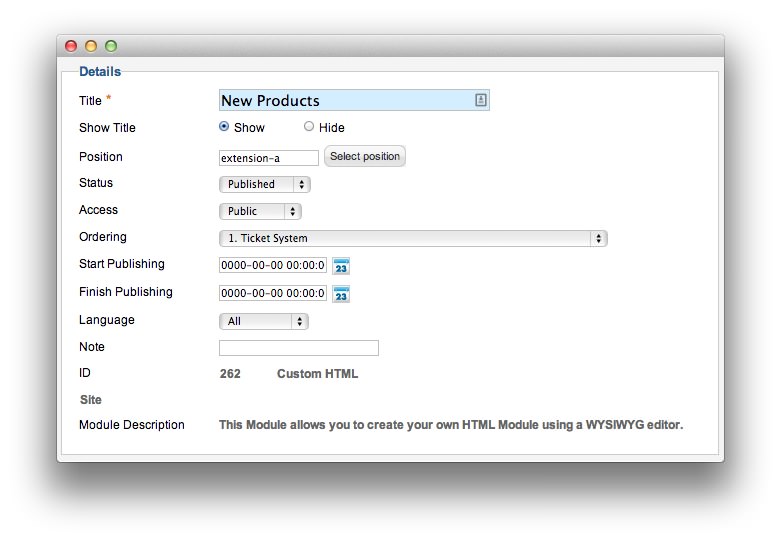 Details
Title * New Products
Show Title Show Hide
Position extension-a Select position
Status Published
Access Public
Ordering 1. Ticket System
Start Publishing 0000-00-00 00:00:0 23
Finish Publishing 0000-00-00 00:00:0 23
Language All
Note
ID 262 Custom HTML
Site
Module Description This Module allows you to create your own HTML Module using a WYSIWYG editor.